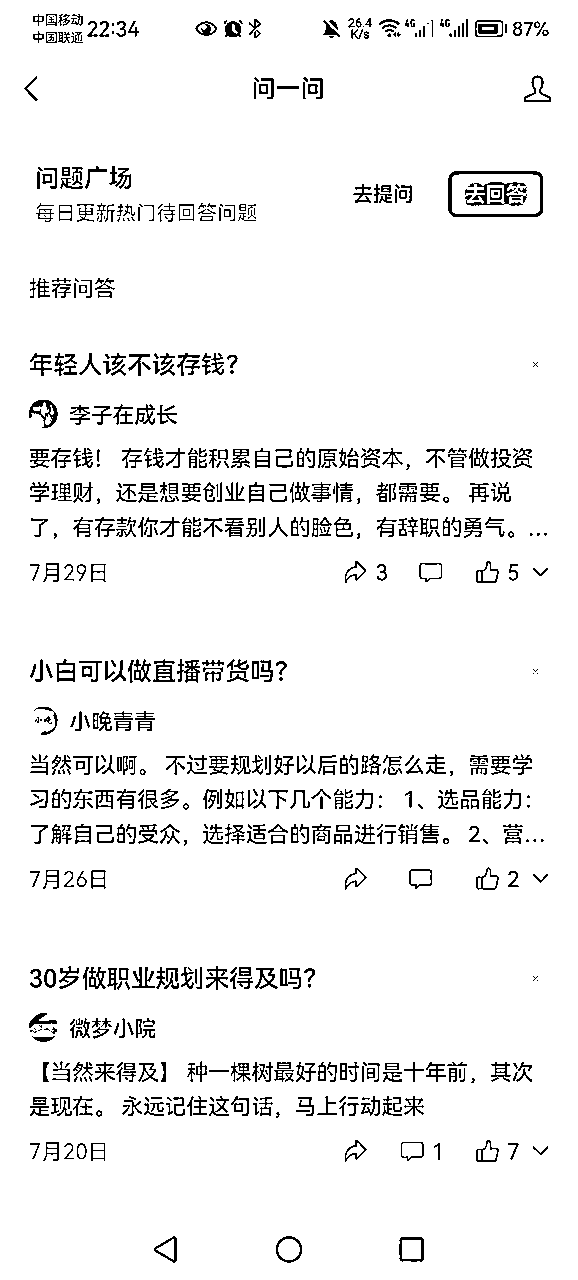 中国移动
中国联通 22:34 26.4 K/s 4G 4G 87%
问一问
问题广场
每日更新热门待回答问题
去提问 去回答
推荐问答
年轻人该不该存钱?
李子在成长
要存钱! 存钱才能积累自己的原始资本，不管做投资
学理财，还是想要创业自己做事情，都需要。 再说
了，有存款你才能不看别人的脸色，有辞职的勇气。...
7月29日 3 5
小白可以做直播带货吗?
小晚青青
当然可以啊。 不过要规划好以后的路怎么走，需要学
习的东西有很多。例如以下几个能力： 1、选品能力：
了解自己的受众，选择适合的商品进行销售。 2、营...
7月26日 2
30岁做职业规划来得及吗?
微梦小院
【当然来得及】 种一棵树最好的时间是十年前，其次
是现在。 永远记住这句话，马上行动起来
7月20日 1 7